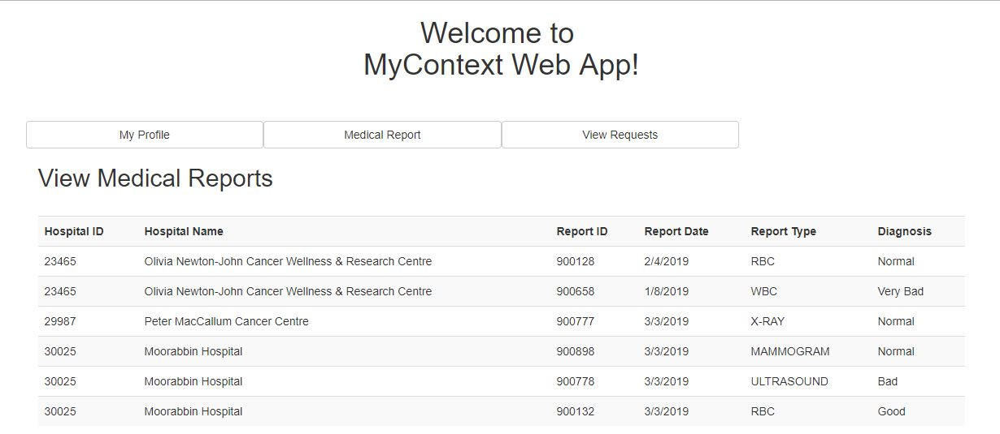 Welcome to
MyContext Web App!
My Profile Medical Report View Requests
View Medical Reports
Hospital ID Hospital Name Report ID Report Date Report Type Diagnosis
23465 Olivia Newton-John Cancer Wellness & Research Centre 900128 2/4/2019 RBC Normal
23465 Olivia Newton-John Cancer Wellness & Research Centre 900658 1/8/2019 WBC Very Bad
29987 Peter MacCallum Cancer Centre 900777 3/3/2019 X-RAY Normal
30025 Moorabbin Hospital 900898 3/3/2019 MAMMOGRAM Normal
30025 Moorabbin Hospital 900778 3/3/2019 ULTRASOUND Bad
30025 Moorabbin Hospital 900132 3/3/2019 RBC Good